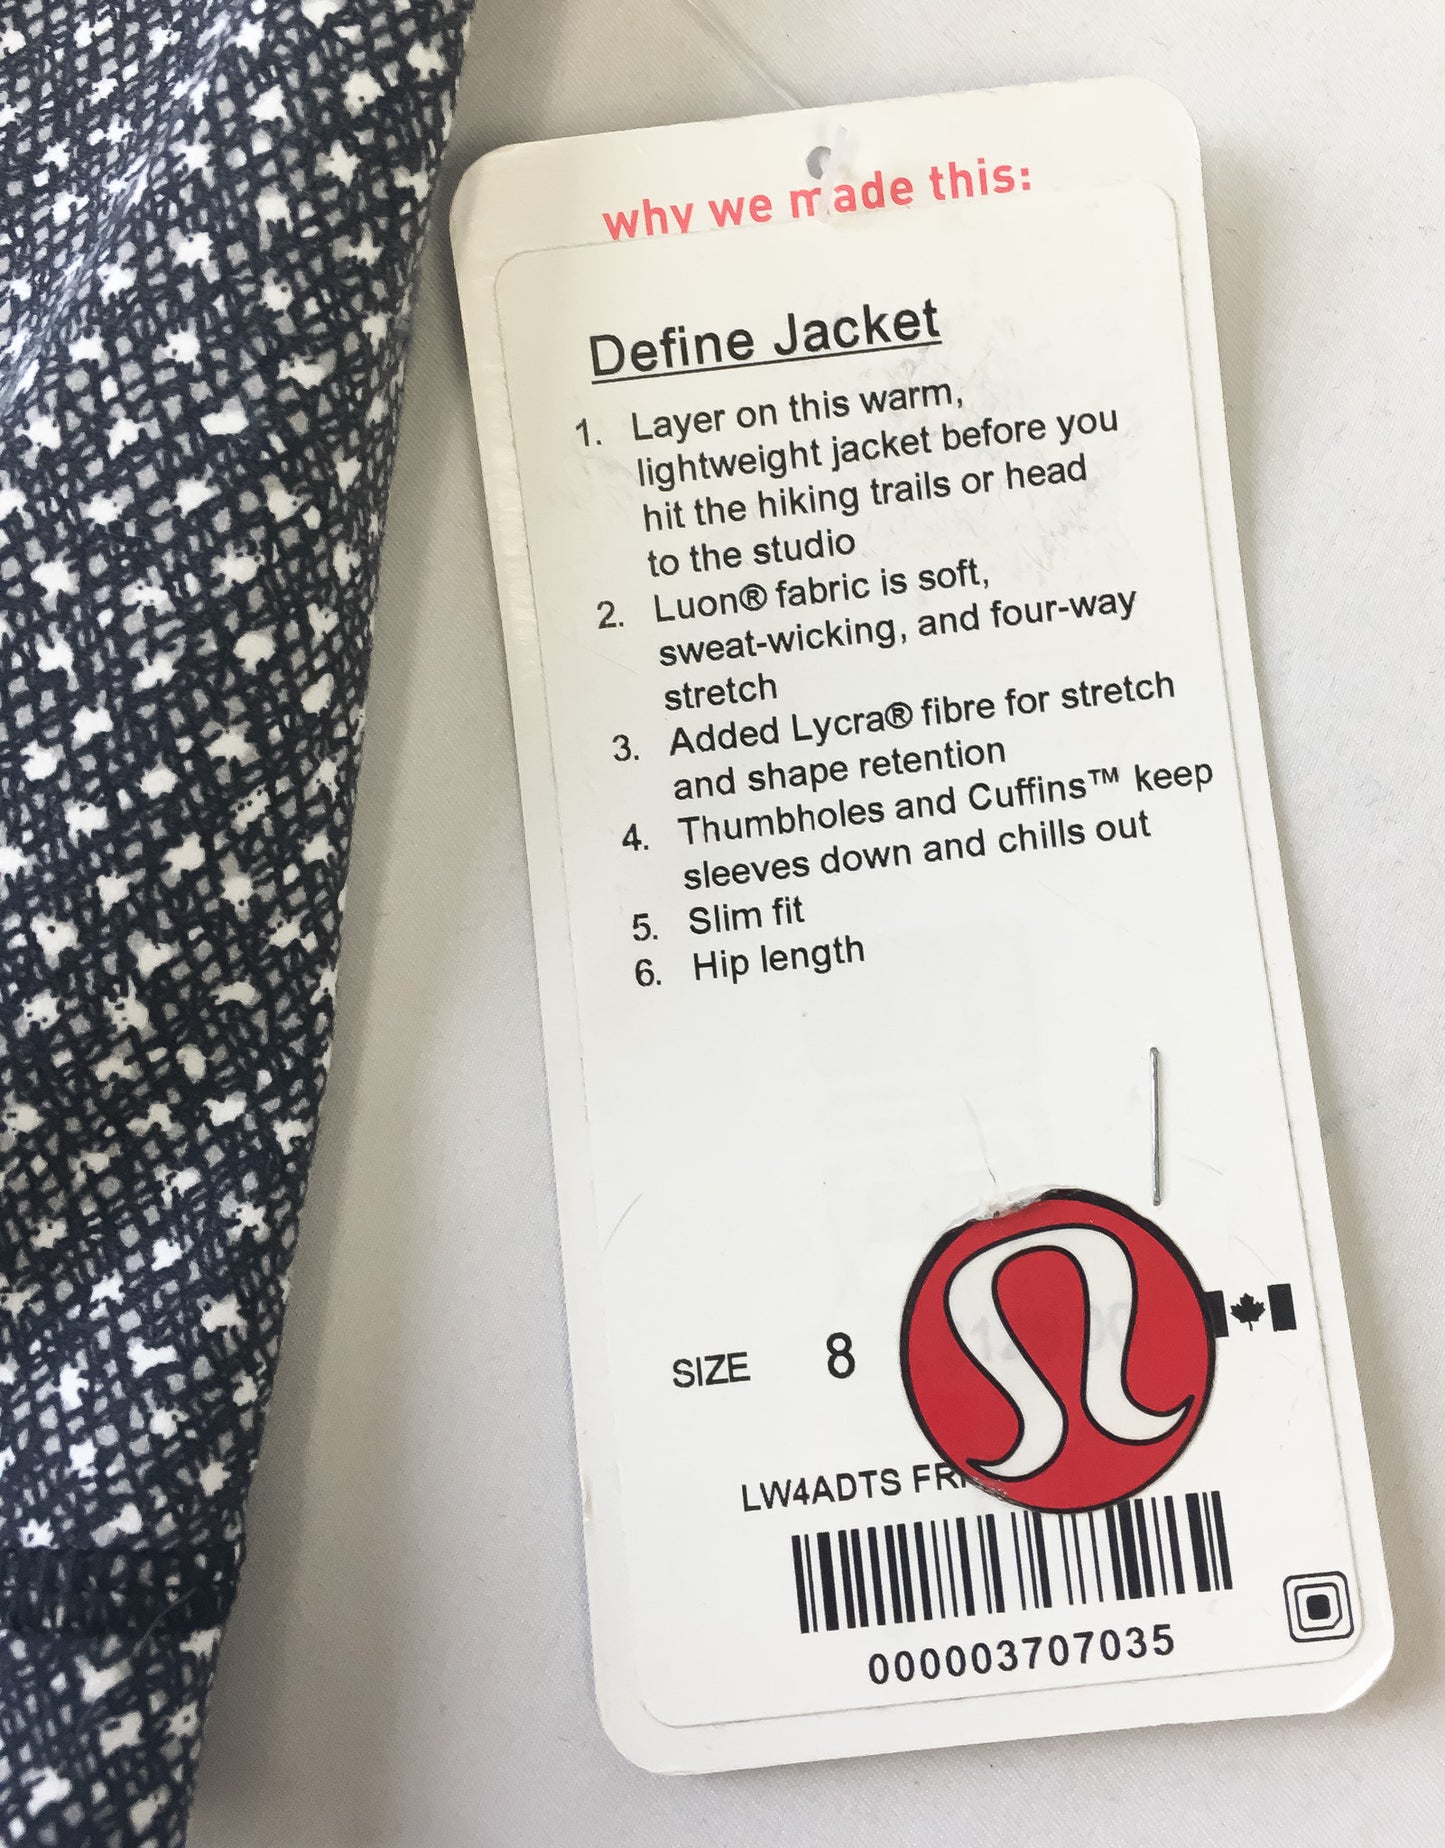 why we made this:
Define Jacket
1. Layer on this warm,
lightweight jacket before you
hit the hiking trails or head
to the studio
2. Luon® fabric is soft,
sweat-wicking, and four-way
stretch
3. Added Lycra® fibre for stretch
and shape retention
4. Thumbholes and Cuffins™ keep
sleeves down and chills out
5. Slim fit
6. Hip length
SIZE 8
LW4ADTS
000003707035